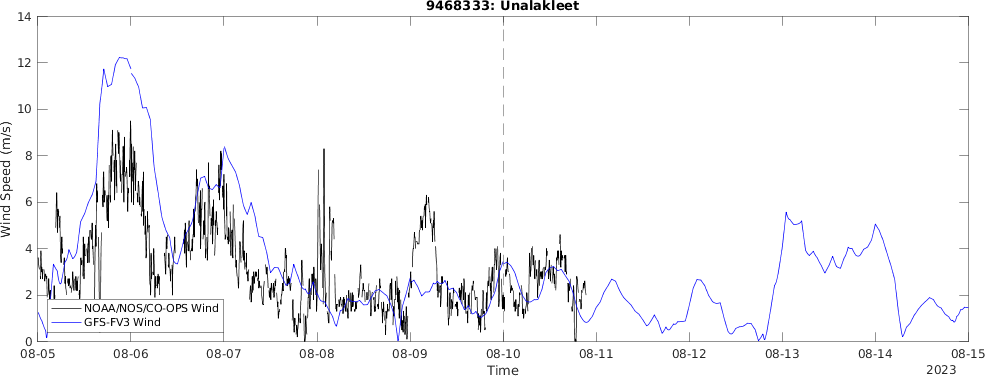 9468333: Unalakleet
Wind Speed (m/s)
14
12
10
8
6
4
2
0
NOAA/NOS/CO-OPS Wind
GFS-FV3 Wind
08-05 08-06 08-07 08-08 08-09 08-10 08-11 08-12 08-13 08-14 08-15
Time
2023